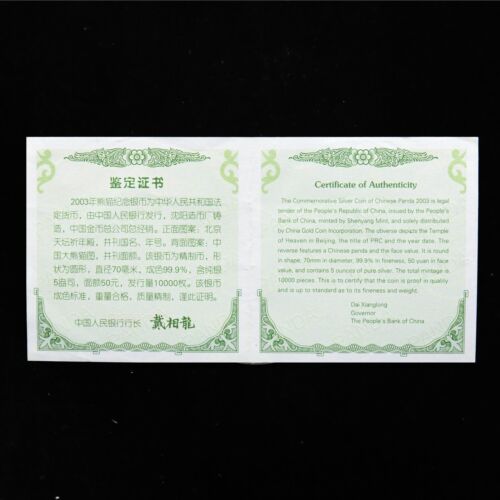 鉴定证书
2003年熊猫纪念银币为中华人民共和国法
定货币，由中国人民银行发行，沈阳造币厂铸
造，中国金币总公司总经销。正面图案：北京
天坛祈年殿，并刊国名、年号。背面图案：中
国大熊猫图，并刊面额。该银币为精制币，形
状为圆形，直径70毫米，成色99.9%，含纯银
5盎司，面额50元，发行量10000枚。该银币
成色标准，重量合格，质量精制，谨此证明。
中国人民银行行长 戴相龍
Certificate of Authenticity
The Commemorative Silver Coin of Chinese Panda 2003 is legal
tender of the People's Republic of China, issued by the People's
Bank of China, minted by Shenyang Mint, and solely distributed
by China Gold Coin Incorporation. The obverse depicts the Temple
of Heaven in Beijing, the title of PRC and the year date. The
reverse features a Chinese panda and the face value. It is round
in shape, 70mm in diameter, 99.9% in fineness, 50 yuan in face
value, and contains 5 ounces of pure silver. The total mintage is
10000 pieces. This is to certify that the coin is proof in quality
and is up to standard as to its fineness and weight.
Dai Xianglong
Governor
The People's Bank of China